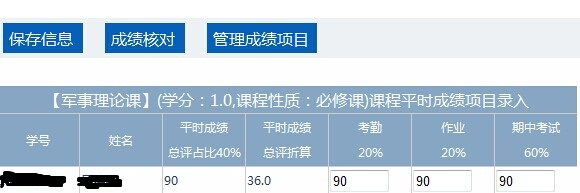 保存信息 成绩核对 管理成绩项目
【军事理论课】(学分：1.0,课程性质：必修课)课程平时成绩项目录入
学号 姓名 平时成绩 总评占比40% 平时成绩 总评折算 考勤 20% 作业 20% 期中考试 60%
90 36.0 90 90 90